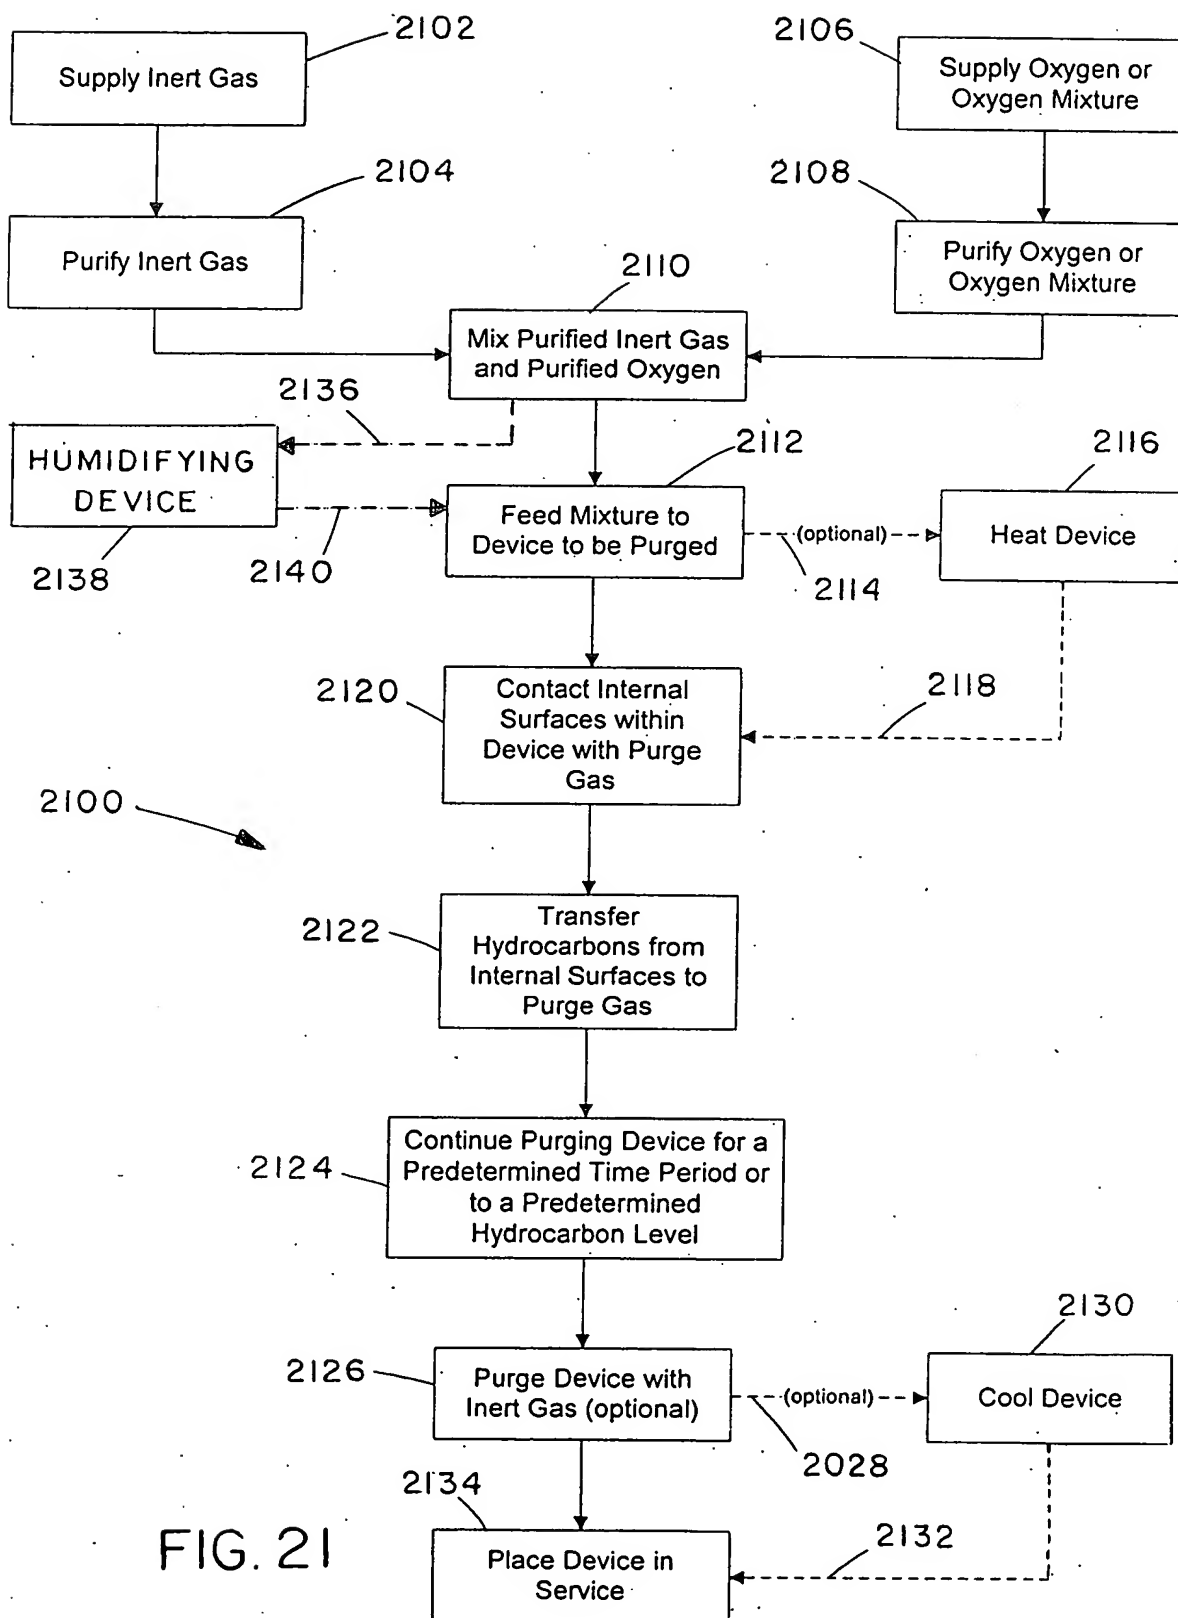 2102
2106
Supply Inert Gas
Supply Oxygen or
Oxygen Mixture
2104
2108
Purify Inert Gas
Purify Oxygen or
Oxygen Mixture
2110
Mix Purified Inert Gas
and Purified Oxygen
2136
HUMIDIFYING
DEVICE
2138
2140
2112
Feed Mixture to
Device to be Purged
(optional)
2114
2116
Heat Device
2118
2120
Contact Internal
Surfaces within
Device with Purge
Gas
2100
2122
Transfer
Hydrocarbons from
Internal Surfaces to
Purge Gas
2124
Continue Purging Device for a
Predetermined Time Period or
to a Predetermined
Hydrocarbon Level
2126
Purge Device with
Inert Gas (optional)
(optional)
2028
2130
Cool Device
2132
2134
Place Device in
Service
FIG. 21